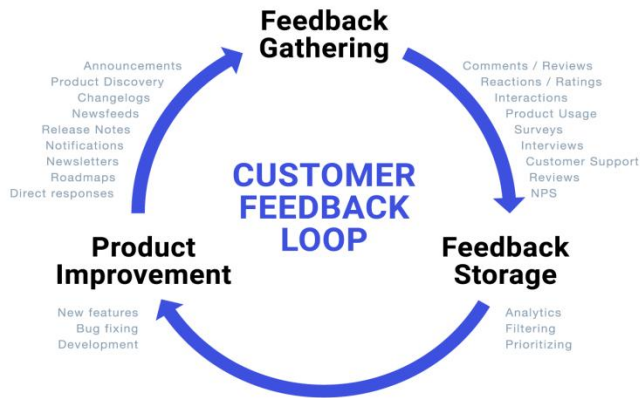 Feedback
Gathering
Announcements
Product Discovery
Changelogs
Newsfeeds
Release Notes
Notifications
Newsletters
Roadmaps
Direct responses
Comments / Reviews
Reactions / Ratings
Interactions
Product Usage
Surveys
Interviews
Customer Support
Reviews
NPS
CUSTOMER
FEEDBACK
LOOP
Product
Improvement
Feedback
Storage
New features
Bug fixing
Development
Analytics
Filtering
Prioritizing